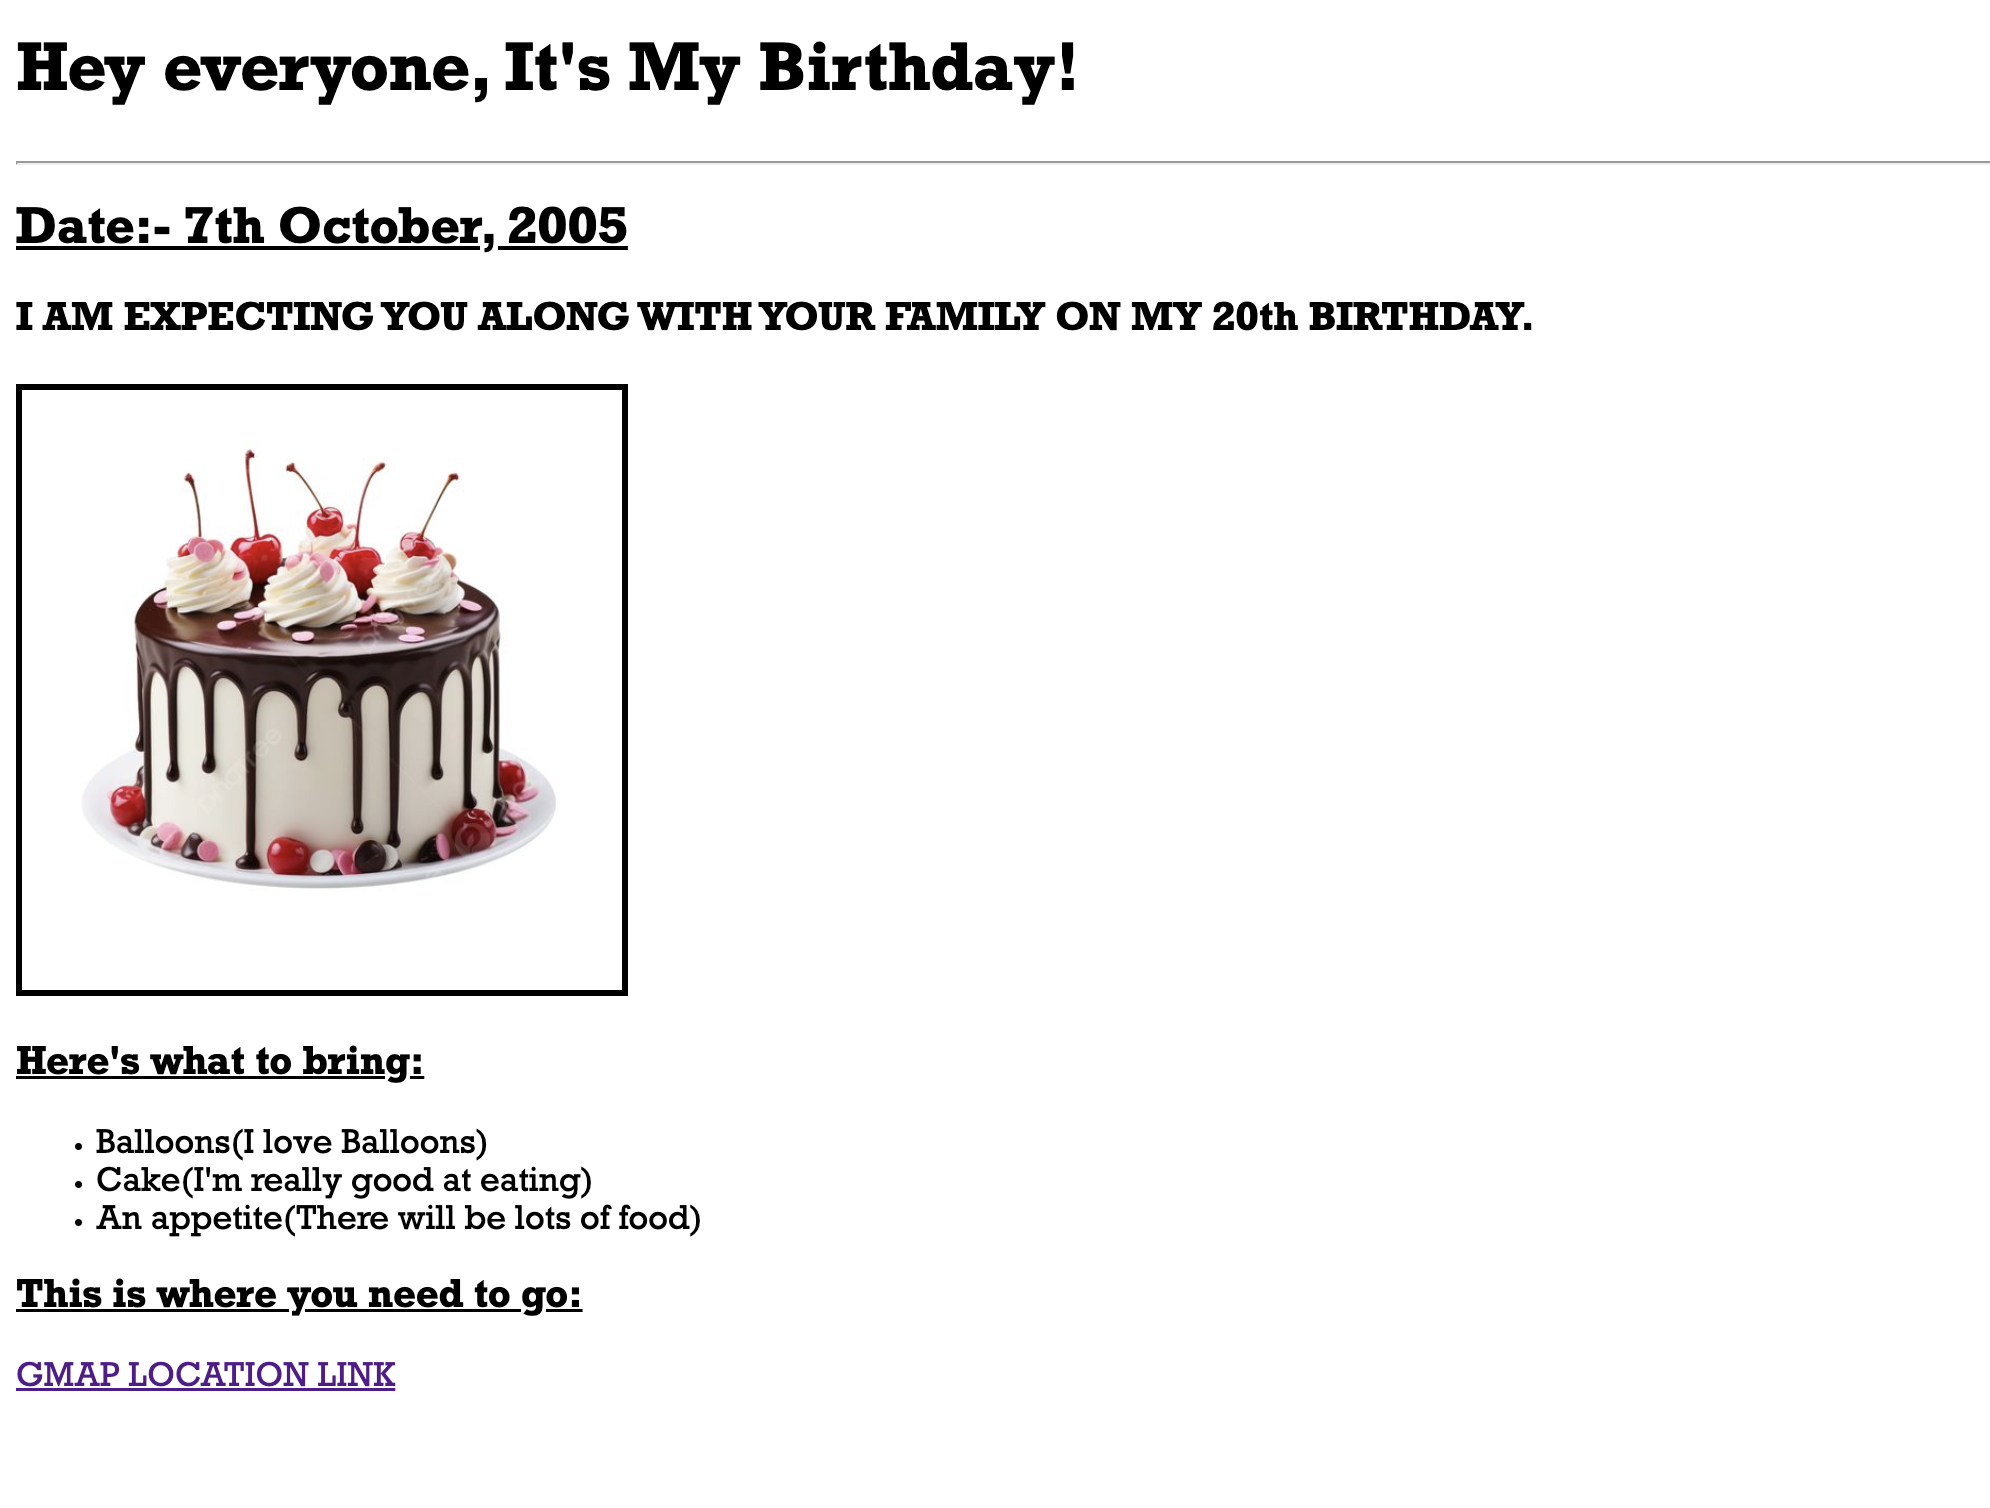 Hey everyone, It's My Birthday!
Date:- 7th October, 2005
I AM EXPECTING YOU ALONG WITH YOUR FAMILY ON MY 20th BIRTHDAY.
Here's what to bring:
Balloons(I love Balloons)
Cake(I'm really good at eating)
An appetite(There will be lots of food)
This is where you need to go:
GMAP LOCATION LINK